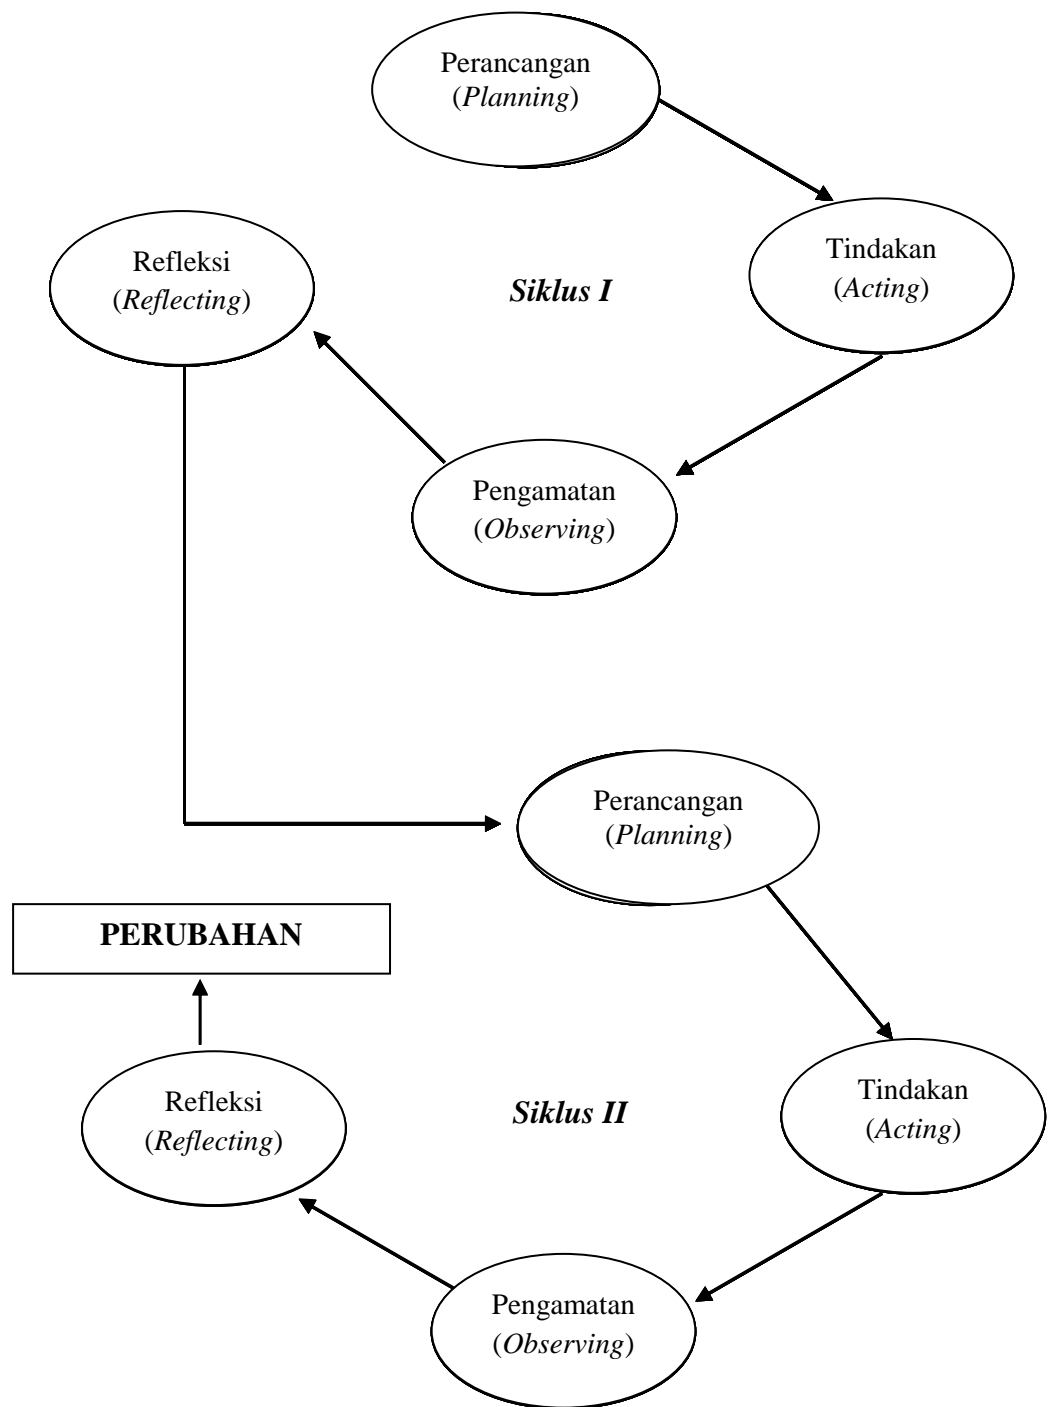 Perancangan
(Planning)
Tindakan
(Acting)
Refleksi
(Reflecting)
Siklus I
Pengamatan
(Observing)
Perancangan
(Planning)
PERUBAHAN
Tindakan
(Acting)
Refleksi
(Reflecting)
Siklus II
Pengamatan
(Observing)